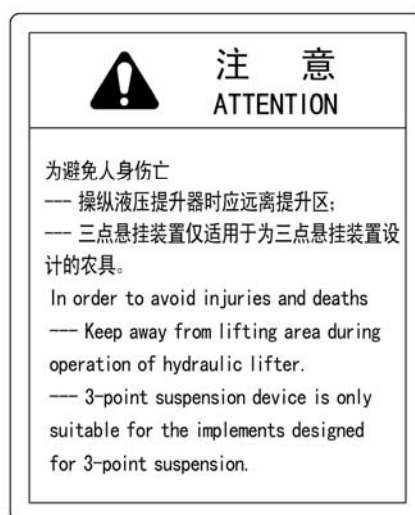 注 意
ATTENTION
为避免人身伤亡
--- 操纵液压提升器时应远离提升区;
--- 三点悬挂装置仅适用于为三点悬挂装置设
计的农具。
In order to avoid injuries and deaths
--- Keep away from lifting area during
operation of hydraulic lifter.
--- 3-point suspension device is only
suitable for the implements designed
for 3-point suspension.